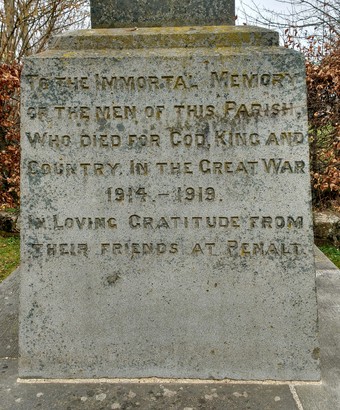 To the Immortal Memory
of the men of this Parish,
Who died for God, King and
Country, In the Great War
1914.-1919.
In Loving Gratitude from
their friends at Penalt.